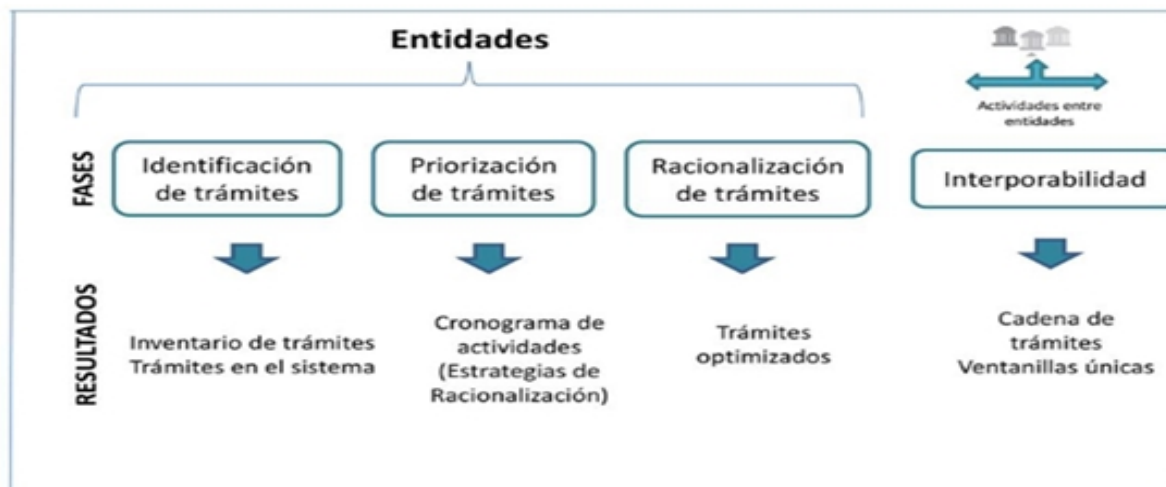 Entidades
Actividades entre
entidades
FASES
Identificación
de trámites
Priorización
de trámites
Racionalización
de trámites
Interporabilidad
RESULTADOS
Inventario de trámites
Trámites en el sistema
Cronograma de
actividades
(Estrategias de
Racionalización)
Trámites
optimizados
Cadena de
trámites
Ventanillas únicas